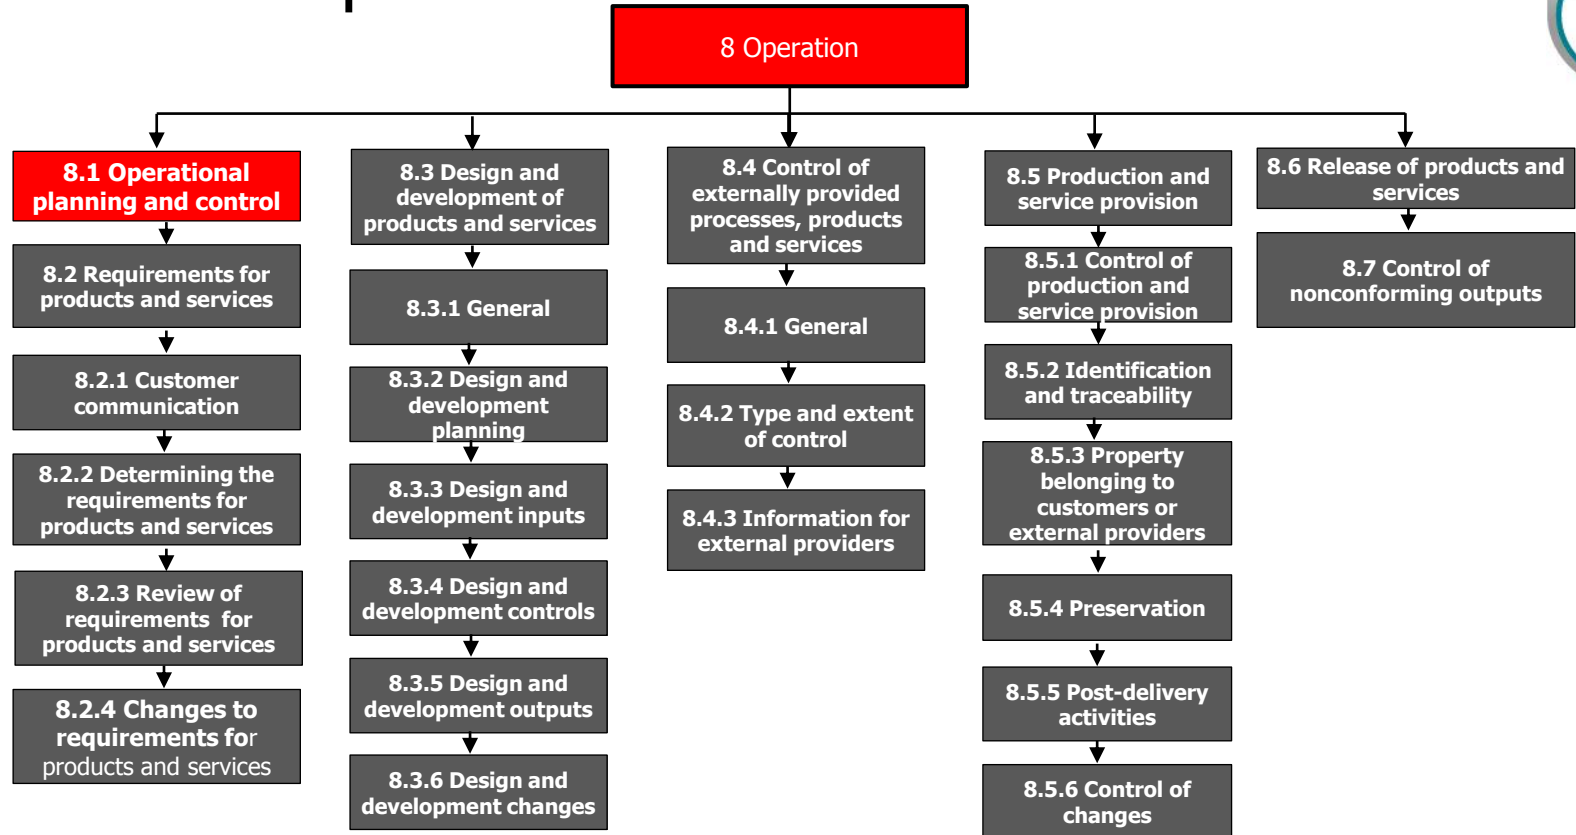 8 Operation
8.1 Operational
planning and control
8.2 Requirements for
products and services
8.2.1 Customer
communication
8.2.2 Determining the
requirements for
products and services
8.2.3 Review of
requirements for
products and services
8.2.4 Changes to
requirements for
products and services
8.3 Design and
development of
products and services
8.3.1 General
8.3.2 Design and
development
planning
8.3.3 Design and
development inputs
8.3.4 Design and
development controls
8.3.5 Design and
development outputs
8.3.6 Design and
development changes
8.4 Control of
externally provided
processes, products
and services
8.4.1 General
8.4.2 Type and extent
of control
8.4.3 Information for
external providers
8.5 Production and
service provision
8.5.1 Control of
production and
service provision
8.5.2 Identification
and traceability
8.5.3 Property
belonging to
customers or
external providers
8.5.4 Preservation
8.5.5 Post-delivery
activities
8.5.6 Control of
changes
8.6 Release of products and
services
8.7 Control of
nonconforming outputs